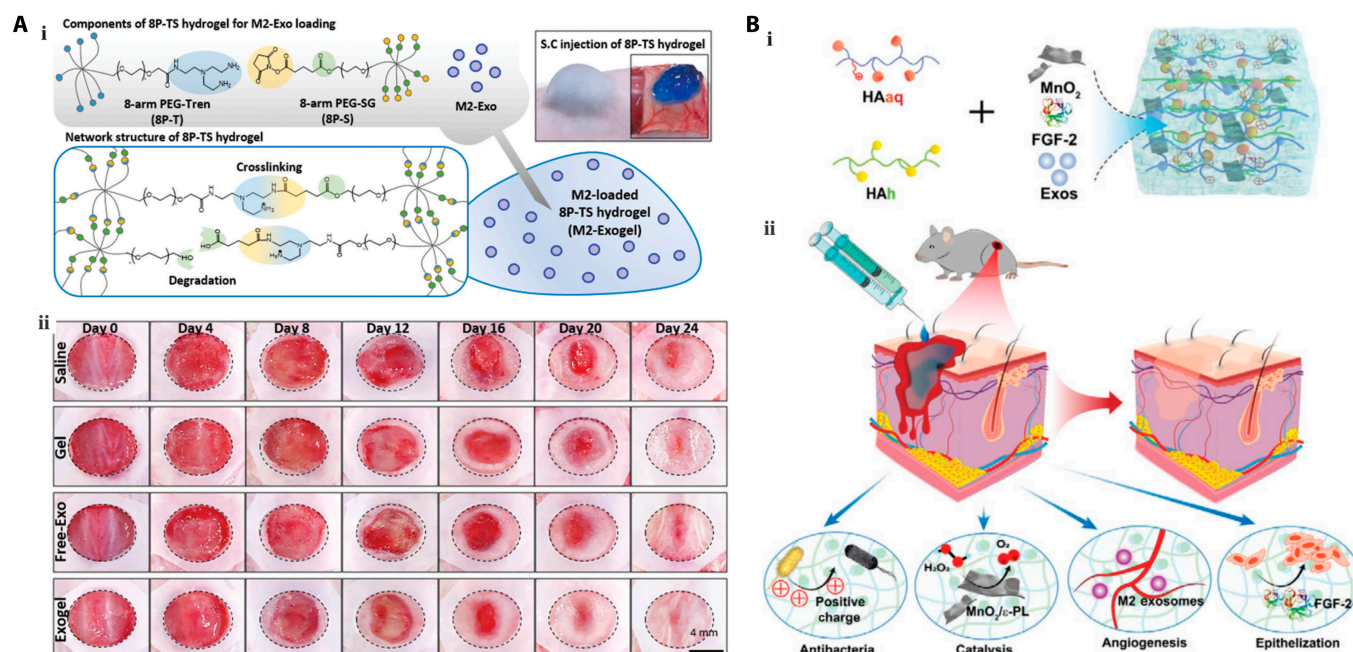 A
i
Components of 8P-TS hydrogel for M2-Exo loading
8-arm PEG-Tren
(8P-T)
8-arm PEG-SG
(8P-S)
M2-Exo
S.C injection of 8P-TS hydrogel
Network structure of 8P-TS hydrogel
Crosslinking
Degradation
M2-loaded
8P-TS hydrogel
(M2-Exogel)
ii
Day 0 Day 4 Day 8 Day 12 Day 16 Day 20 Day 24
Saline
Gel
Free-Exo
Exogel
4 mm
B
i
HAaq
HAh
+
MnO2
FGF-2
Exos
ii
Positive
charge
Antibacteria
H2O2
O2
MnO2/ε-PL
Catalysis
M2 exosomes
Angiogenesis
FGF-2
Epithelization